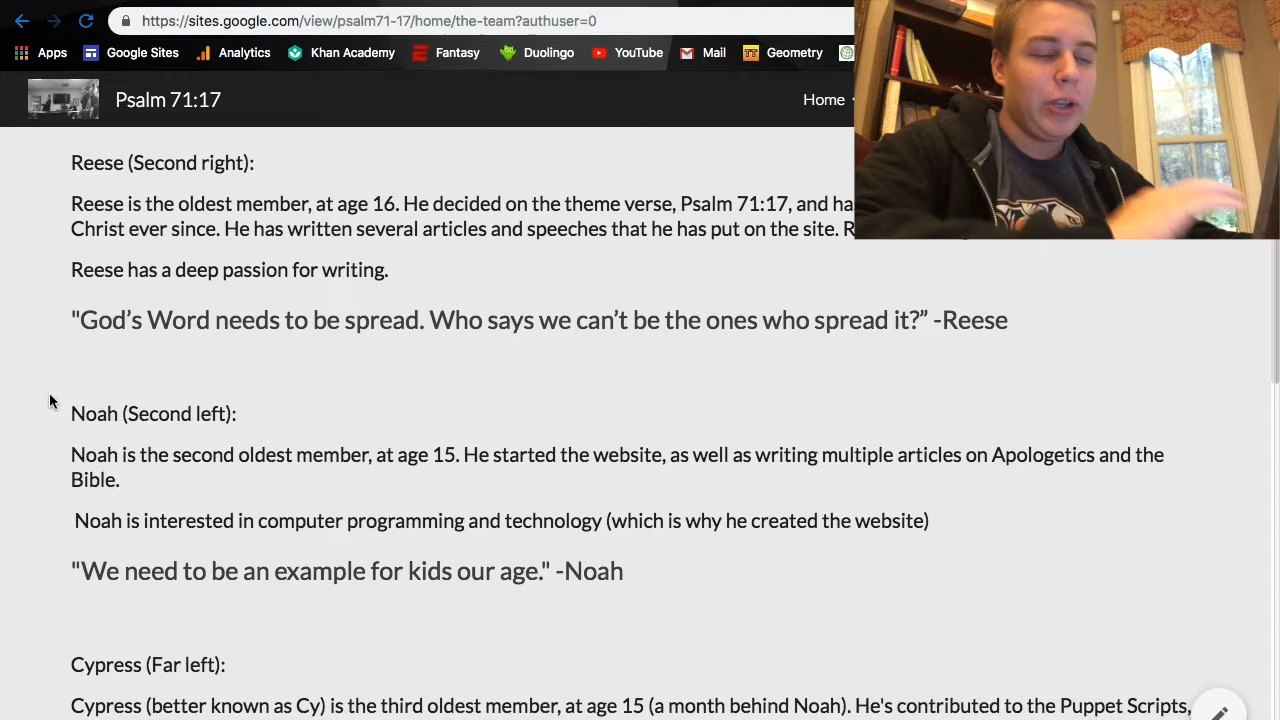 https://sites.google.com/view/psalm71-17/home/the-team?authuser=0
Apps Google Sites Analytics Khan Academy Fantasy Duolingo YouTube Mail Geometry
Psalm 71:17 Home
Reese (Second right):
Reese is the oldest member, at age 16. He decided on the theme verse, Psalm 71:17, and
Christ ever since. He has written several articles and speeches that he has put on the site.
Reese has a deep passion for writing.
"God’s Word needs to be spread. Who says we can’t be the ones who spread it?” -Reese
Noah (Second left):
Noah is the second oldest member, at age 15. He started the website, as well as writing multiple articles on Apologetics and the
Bible.
Noah is interested in computer programming and technology (which is why he created the website)
"We need to be an example for kids our age." -Noah
Cypress (Far left):
Cypress (better known as Cy) is the third oldest member, at age 15 (a month behind Noah). He's contributed to the Puppet Scripts,